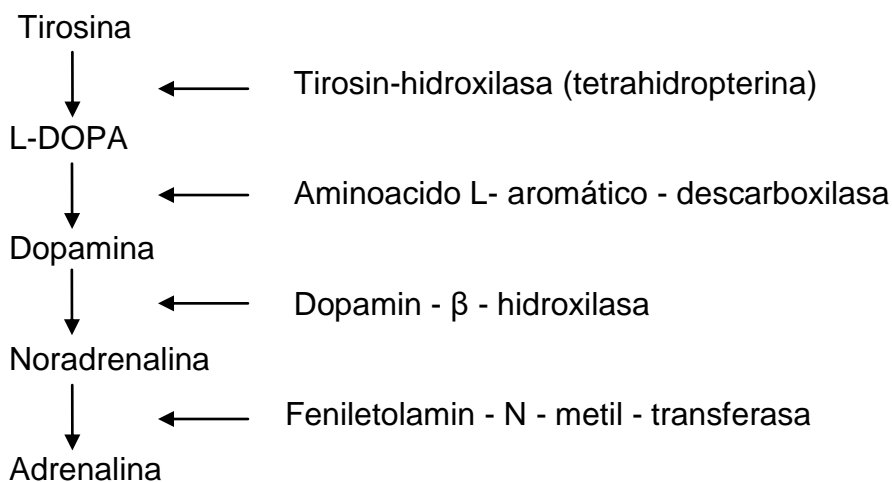 Tirosina
Tirosin-hidroxilasa (tetrahidropterina)
L-DOPA
Aminoacido L- aromático - descarboxilasa
Dopamina
Dopamin - β - hidroxilasa
Noradrenalina
Feniletolamin - N - metil - transferasa
Adrenalina